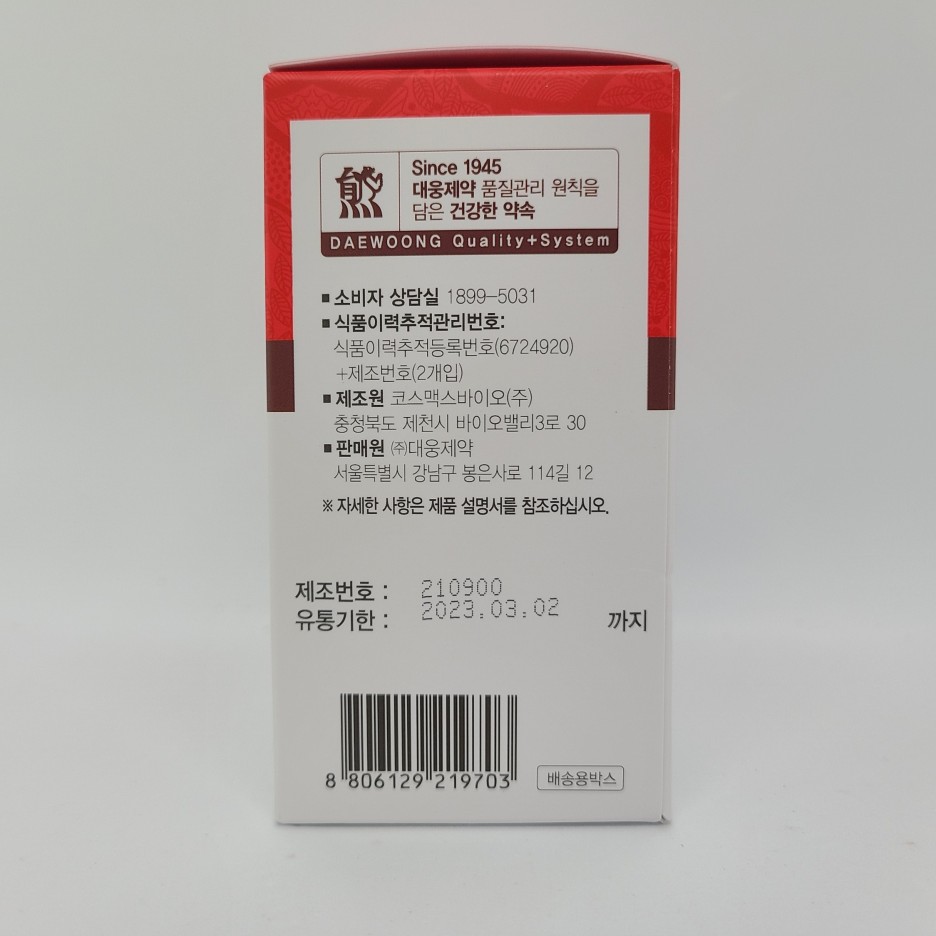 Since 1945
대웅제약 품질관리 원칙을
담은 건강한 약속
DAEWOONG Quality+System
■ 소비자 상담실 1899-5031
■ 식품이력추적관리번호:
식품이력추적등록번호(6724920)
+제조번호(2개입)
■ 제조원 코스맥스바이오(주)
충청북도 제천시 바이오밸리3로 30
■ 판매원 ㈜대웅제약
서울특별시 강남구 봉은사로 114길 12
※ 자세한 사항은 제품 설명서를 참조하십시오.
제조번호 : 210900
유통기한 : 2023.03.02 까지
8 806129 219703
배송용박스